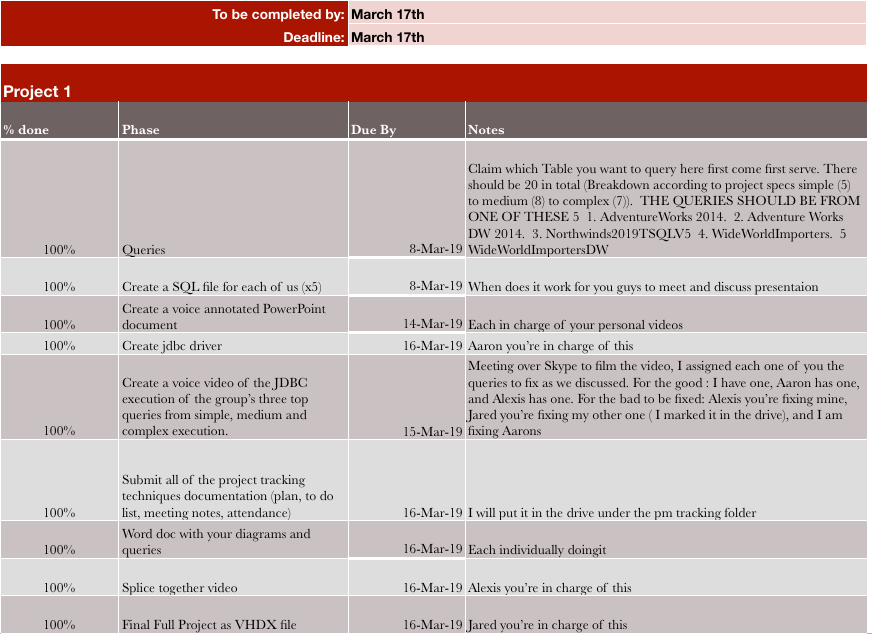 To be completed by: March 17th
Deadline: March 17th
Project 1
% done Phase Due By Notes
Claim which Table you want to query here first come first serve. There
should be 20 in total (Breakdown according to project specs simple (5)
to medium (8) to complex (7)).  THE QUERIES SHOULD BE FROM
ONE OF THESE 5  1. AdventureWorks 2014.  2. Adventure Works
DW 2014.  3. Northwinds2019TSQLV5  4. WideWorldImporters.  5
100% Queries 8-Mar-19 WideWorldImportersDW
100% Create a SQL file for each of us (x5) 8-Mar-19 When does it work for you guys to meet and discuss presentaion
Create a voice annotated PowerPoint
100% document 14-Mar-19 Each in charge of your personal videos
100% Create jdbc driver 16-Mar-19 Aaron you're in charge of this
Meeting over Skype to film the video, I assigned each one of you the
Create a voice video of the JDBC queries to fix as we discussed. For the good : I have one, Aaron has one,
execution of the group's three top and Alexis has one. For the bad to be fixed: Alexis you're fixing mine,
queries from simple, medium and Jared you're fixing my other one ( I marked it in the drive), and I am
100% complex execution. 15-Mar-19 fixing Aarons
Submit all of the project tracking
techniques documentation (plan, to do
100% list, meeting notes, attendance) 16-Mar-19 I will put it in the drive under the pm tracking folder
Word doc with your diagrams and
100% queries 16-Mar-19 Each individually doingit
100% Splice together video 16-Mar-19 Alexis you're in charge of this
100% Final Full Project as VHDX file 16-Mar-19 Jared you're in charge of this